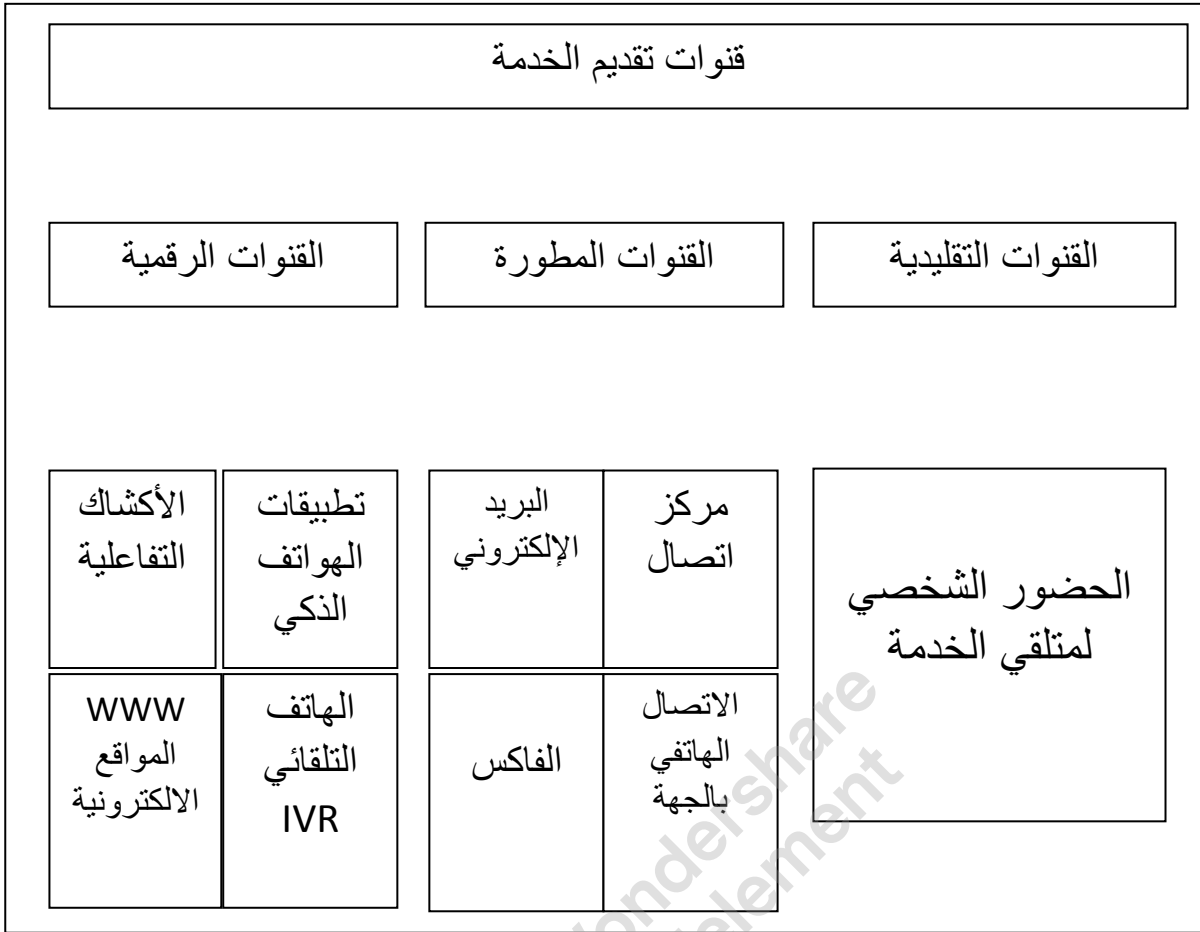 قنوات تقديم الخدمة
القنوات التقليدية
القنوات المطورة
القنوات الرقمية
الحضور الشخصي
لمتلقي الخدمة
مركز
اتصال
البريد
الإلكتروني
الاتصال
الهاتفي
بالجهة
الفاكس
تطبيقات
الهواتف
الذكي
الأكشاك
التفاعلية
الهاتف
التلقائي
IVR
WWW
المواقع
الالكترونية